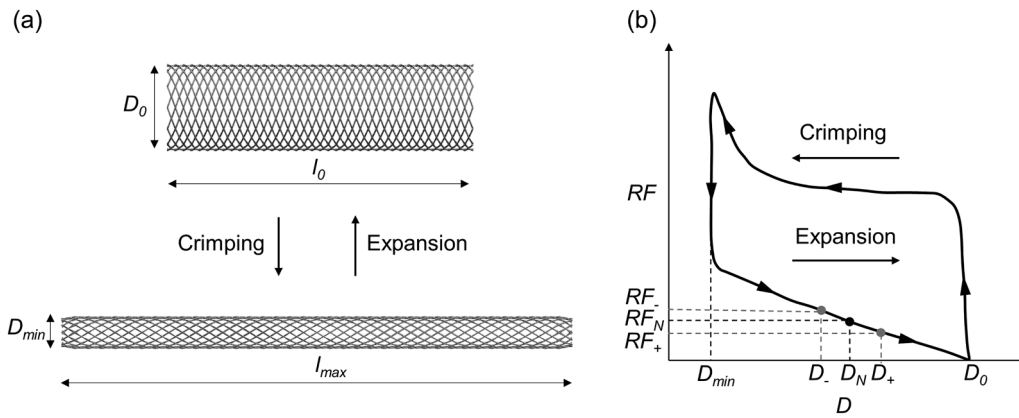 (a)
D0
l0
Crimping
Expansion
Dmin
lmax
(b)
Crimping
RF
Expansion
RF-
RFN
RF+
Dmin
D-
DN
D+
D0
D